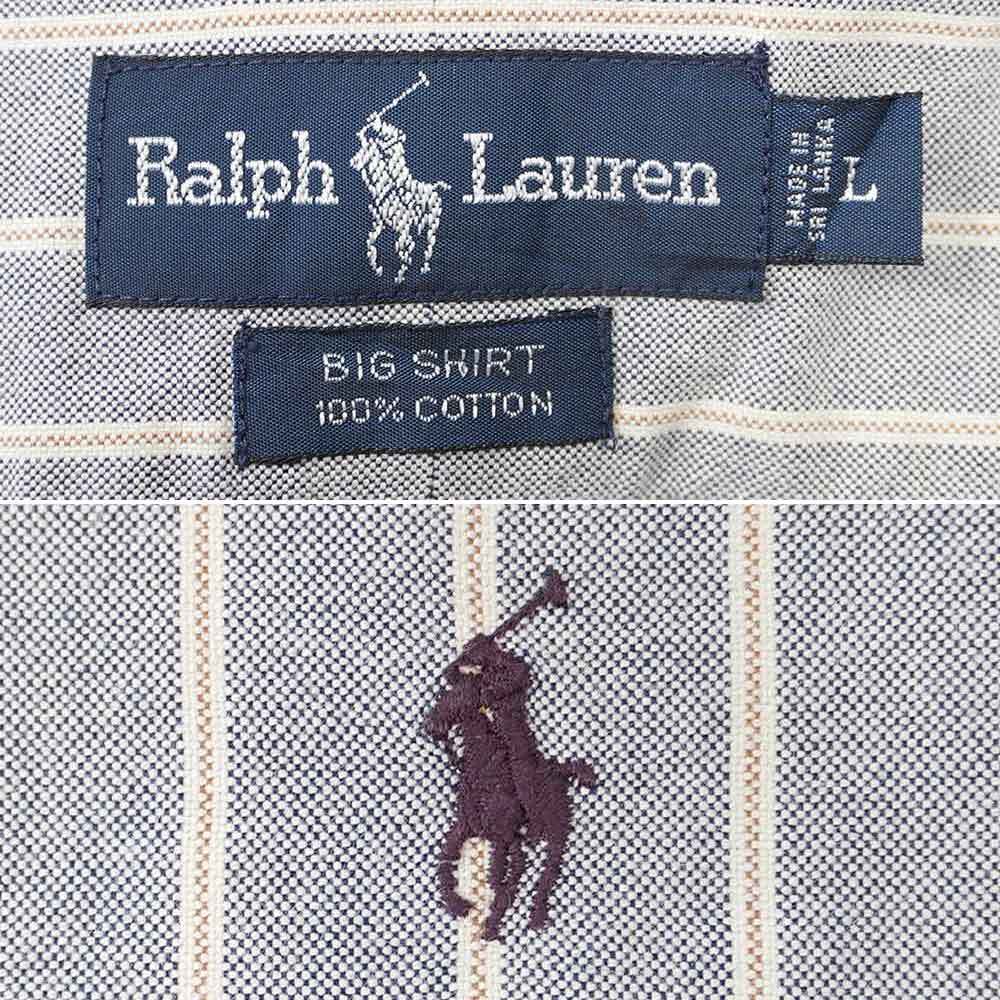 Ralph Lauren
MADE IN
SRI LANKA
L
BIG SHIRT
100% COTTON